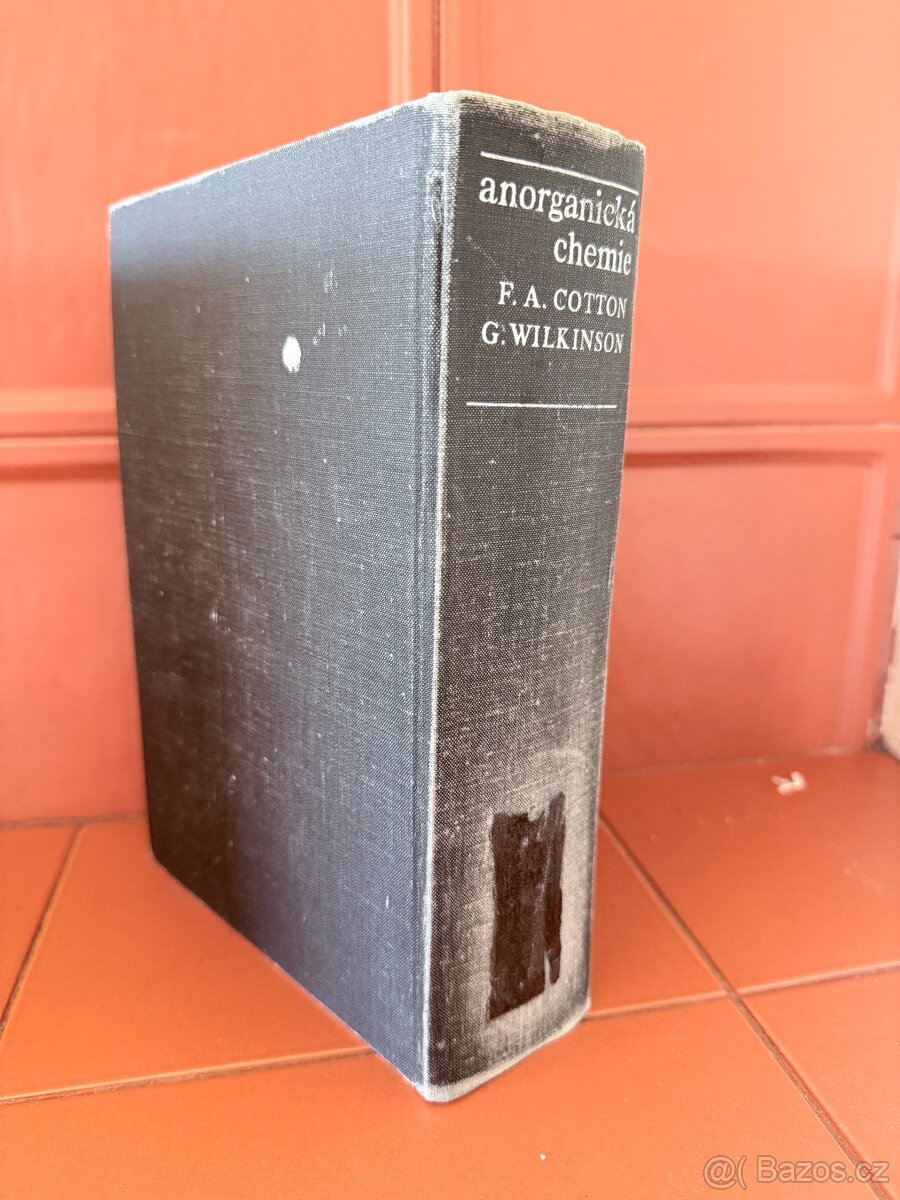 anorganická
chemie
F. A. COTTON
G. WILKINSON
@( Bazos.cz